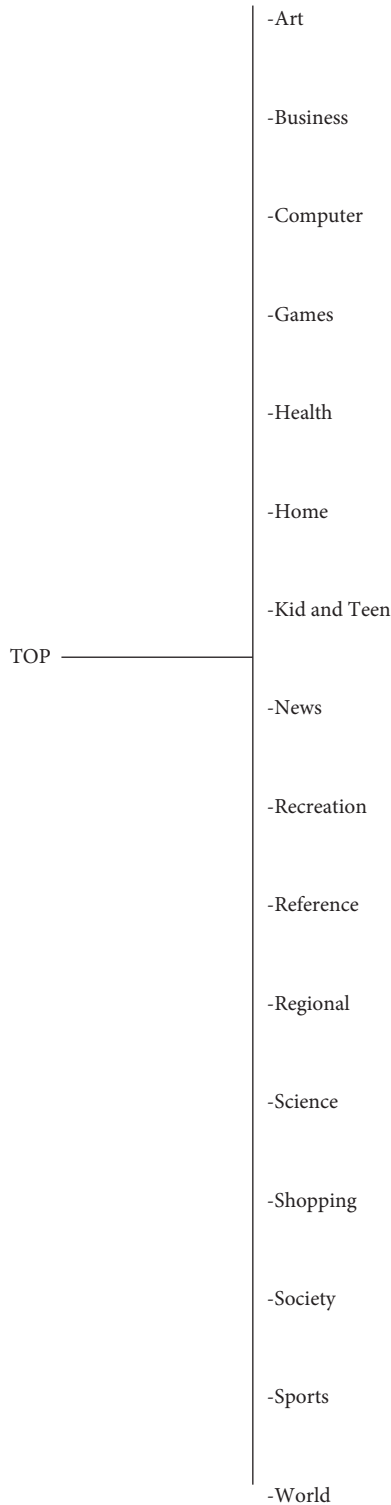 -Art
-Business
-Computer
-Games
-Health
-Home
-Kid and Teen
TOP
-News
-Recreation
-Reference
-Regional
-Science
-Shopping
-Society
-Sports
-World